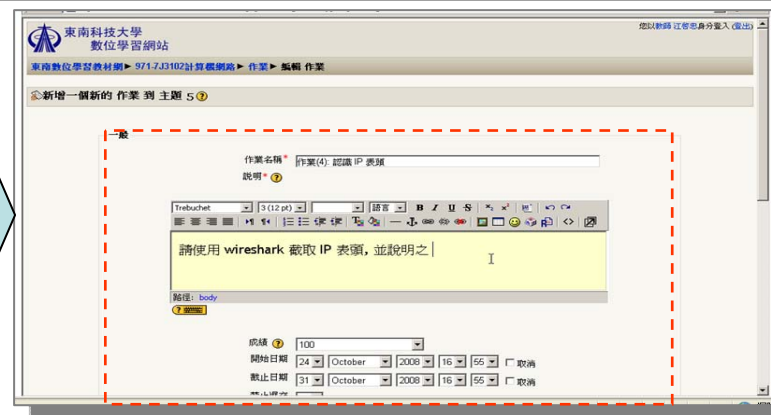 東南科技大學
數位學習網站
您以教師 江啓忠身分登入 (登出)
東南數位學習教材網► 971-7J3102計算機網路► 作業► 編輯 作業
新增一個新的 作業 到 主題 5
一般
作業名稱* 作業(4): 認識 IP 表頭
說明*
Trebuchet 3 (12 pt) 語言 B I U S
請使用 wireshark 截取 IP 表頭, 並說明之
路徑: body
成績 100
開始日期 24 October 2008 16 55 取消
截止日期 31 October 2008 16 55 取消